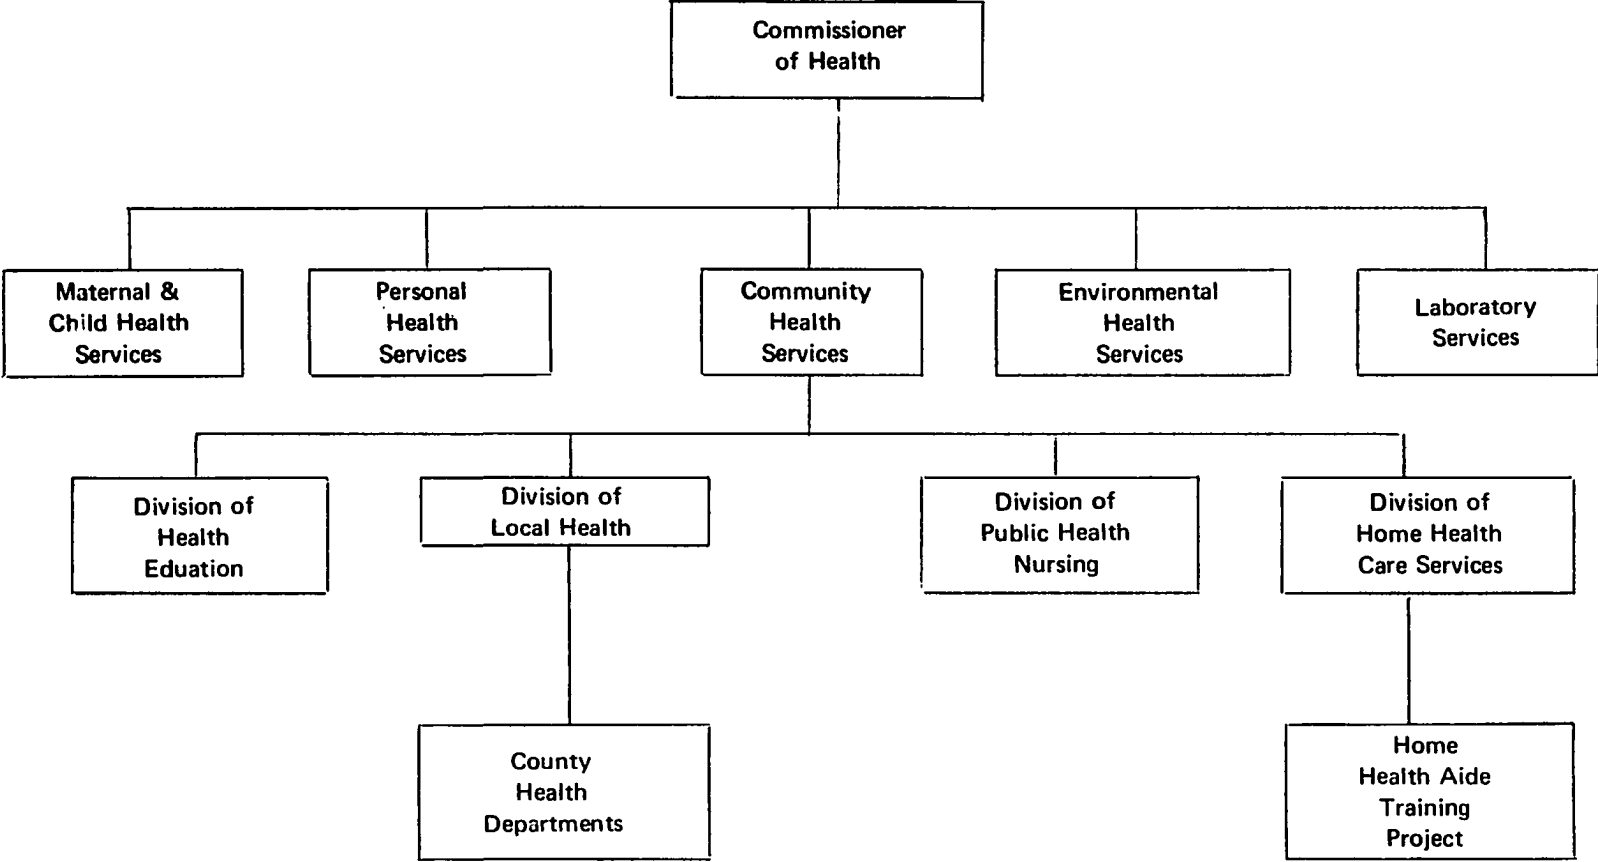 Commissioner
of Health
Maternal &
Child Health
Services
Personal
Health
Services
Community
Health
Services
Environmental
Health
Services
Laboratory
Services
Division of
Health
Eduation
Division of
Local Health
Division of
Public Health
Nursing
Division of
Home Health
Care Services
County
Health
Departments
Home
Health Aide
Training
Project